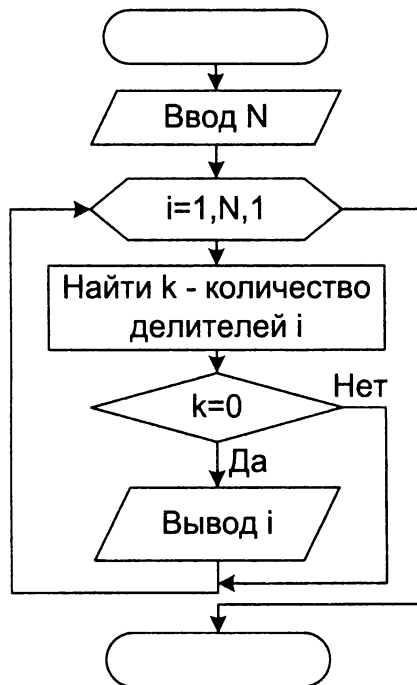 Ввод N
i=1,N,1
Найти k - количество
делителей i
k=0
Нет
Да
Вывод i